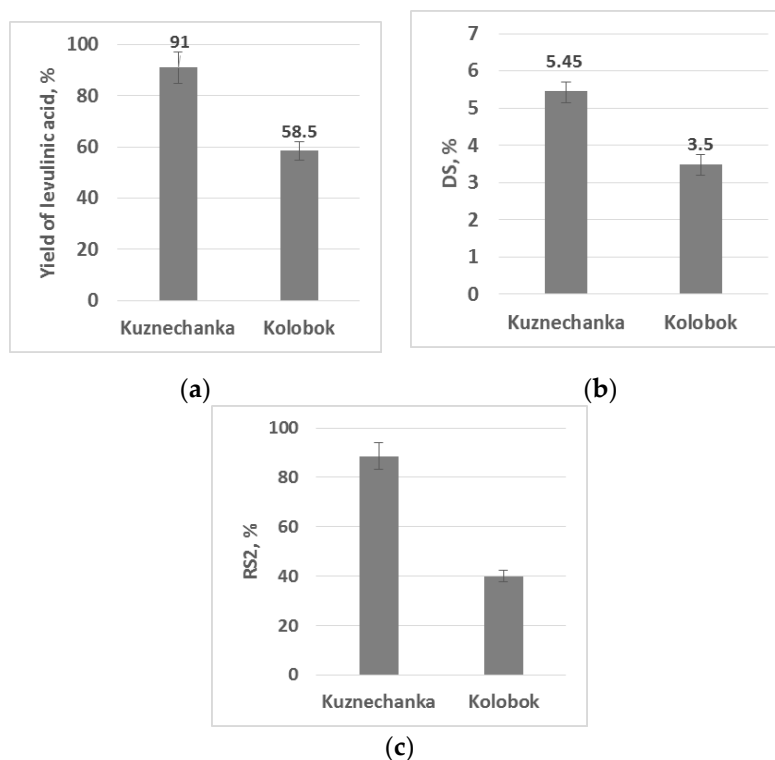 Yield of levulinic acid, %
100
80
60
40
20
0
91
58.5
Kuznechanka Kolobok
(a)
DS, %
7
6
5
4
3
2
1
0
5.45
3.5
Kuznechanka Kolobok
(b)
RS2, %
100
80
60
40
20
0
Kuznechanka Kolobok
(c)